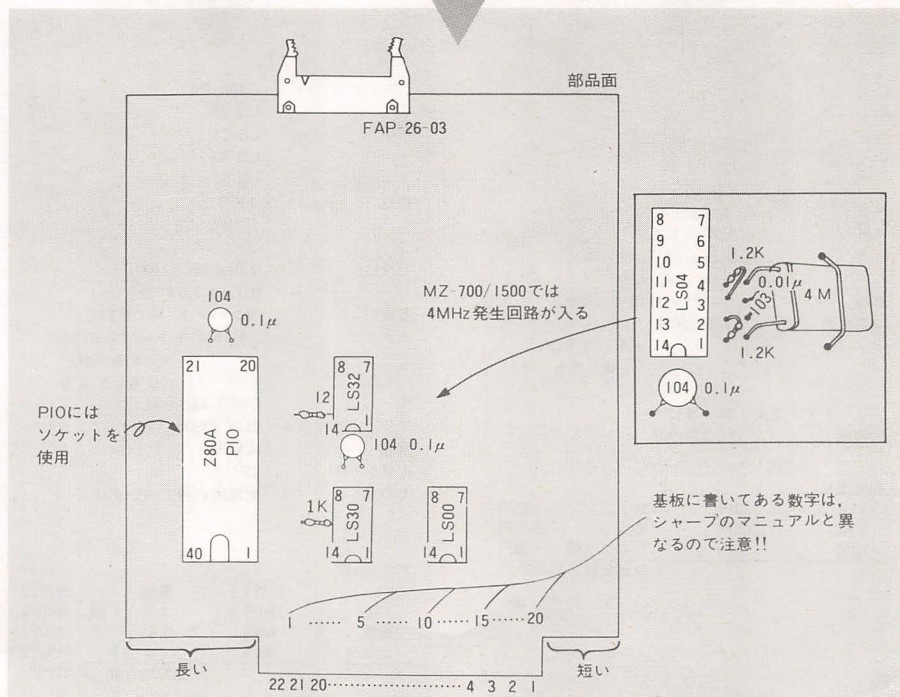 部品面
FAP-26-03
104
0.1μ
21 20
Z80A
PIO
40 1
PIOには
ソケットを
使用
8 7
LS32
12
14 1
104 0.1μ
8 7
1K
LS30
14 1
8 7
LS00
14 1
MZ-700/1500では
4MHz発生回路が入る
8 7
9 6
10 5
11 4
12 3
13 2
14 1
LS04
1.2K
0.01μ
103
4M
1.2K
104 0.1μ
基板に書いてある数字は,
シャープのマニュアルと異
なるので注意!!
1 …… 5 …… 10 …… 15 …… 20
長い
短い
22 21 20 …………………… 4 3 2 1